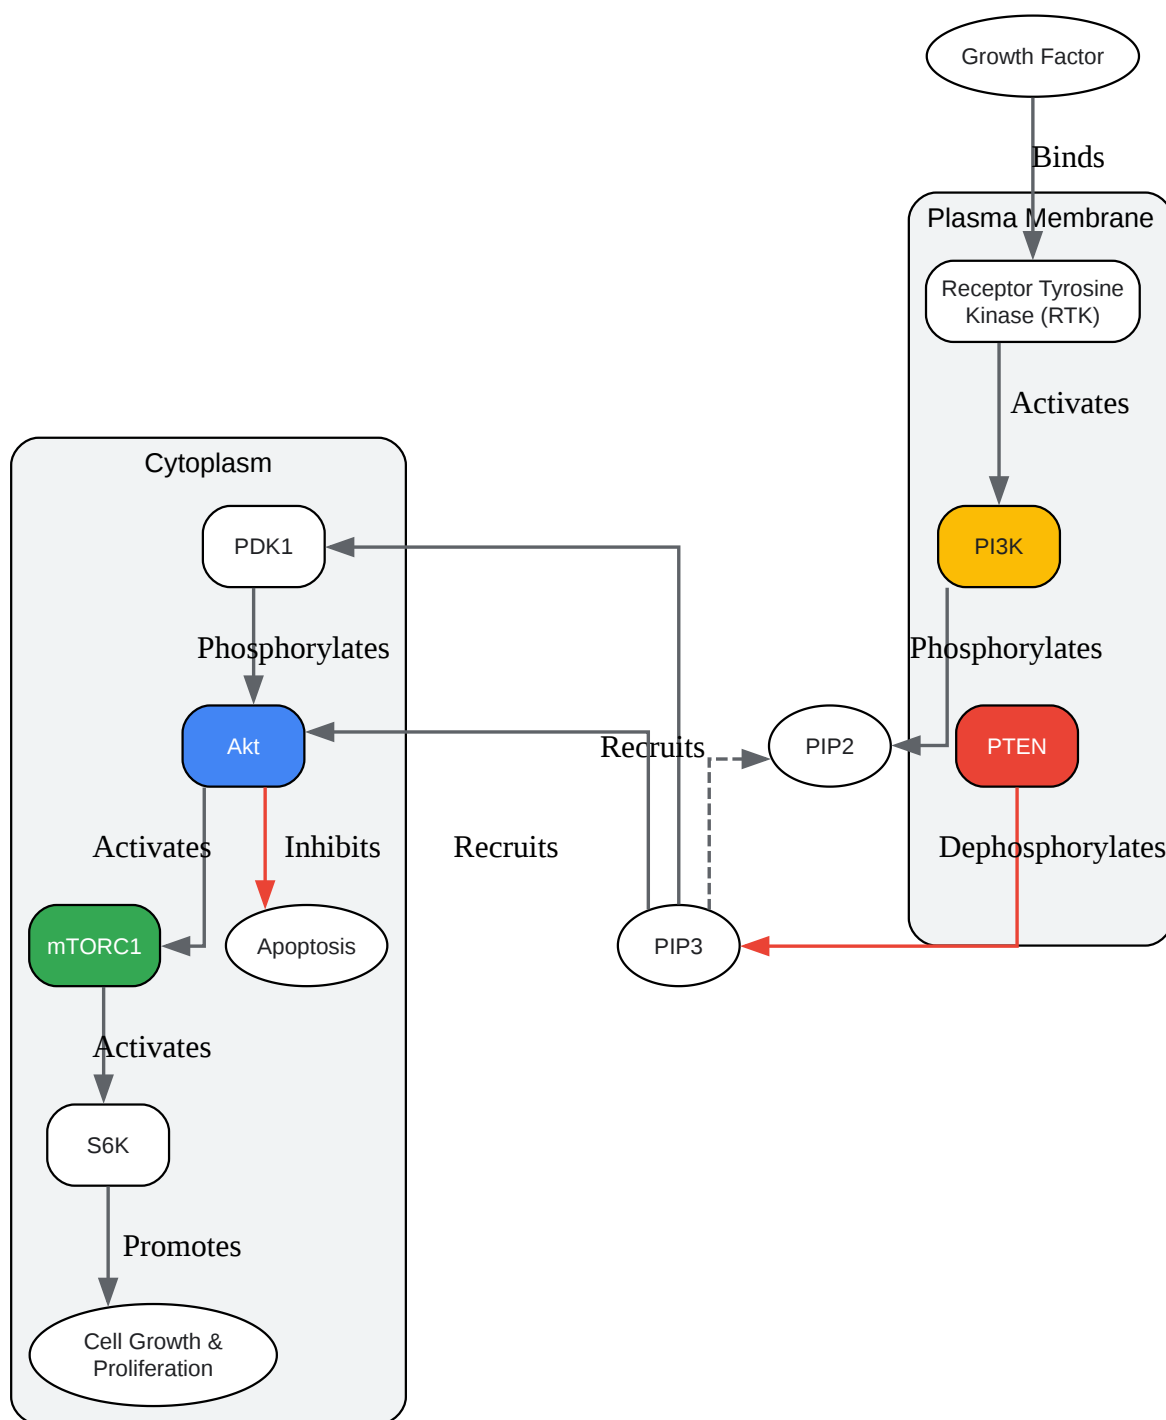 Growth Factor
Binds
Plasma Membrane
Receptor Tyrosine
Kinase (RTK)
Activates
Cytoplasm
PDK1
PI3K
Phosphorylates
Phosphorylates
Akt
Recruits
PIP2
PTEN
Activates
Inhibits
Recruits
Dephosphorylates
mTORC1
Apoptosis
PIP3
Activates
S6K
Promotes
Cell Growth &
Proliferation